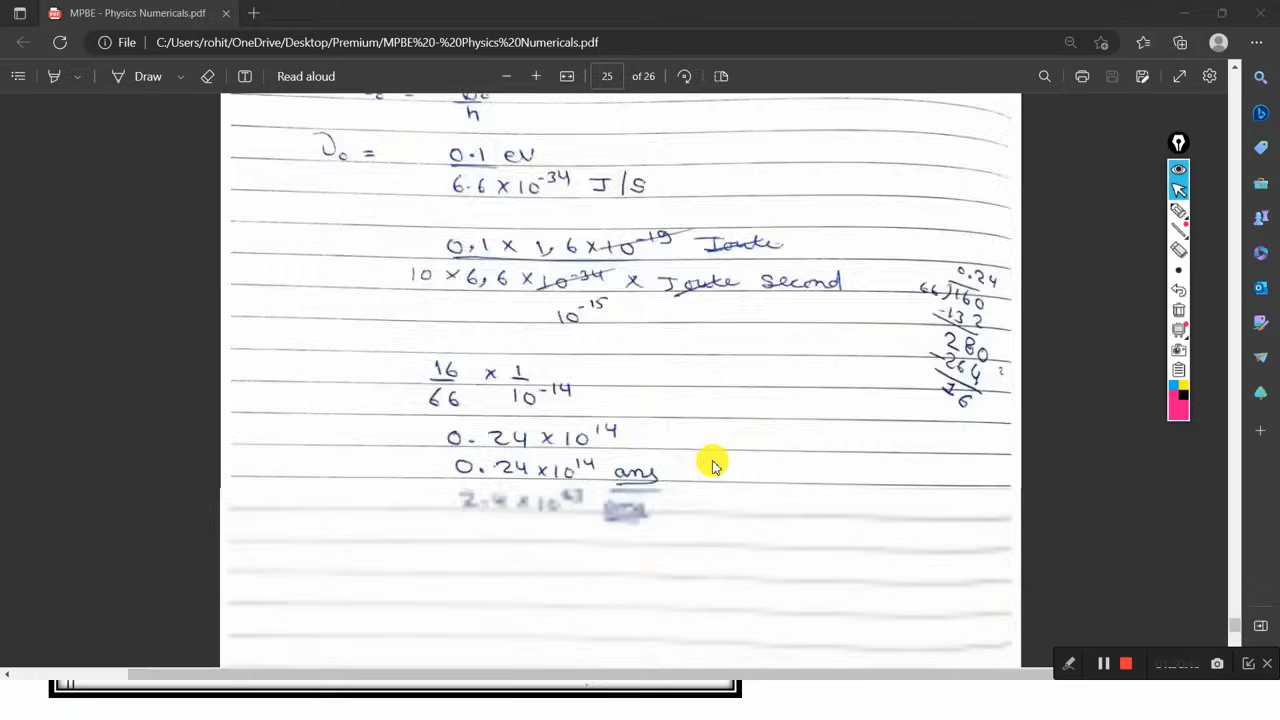 MPBE - Physics Numericals.pdf
File C:/Users/rohit/OneDrive/Desktop/Premium/MPBE%20-%20Physics%20Numericals.pdf
Draw Read aloud 25 of 26
h
ν₀ = 0.1 eV
6.6 × 10⁻³⁴ J/S
0,1 × 1,6 × 10⁻¹⁹ Joule
10 × 6,6 × 10⁻³⁴ × Joule Second
10⁻¹⁵
0.24
66)160
-132
280
-264
16
16 × 1
66 10⁻¹⁴
0.24 × 10¹⁴
0.24 × 10¹⁴ ans